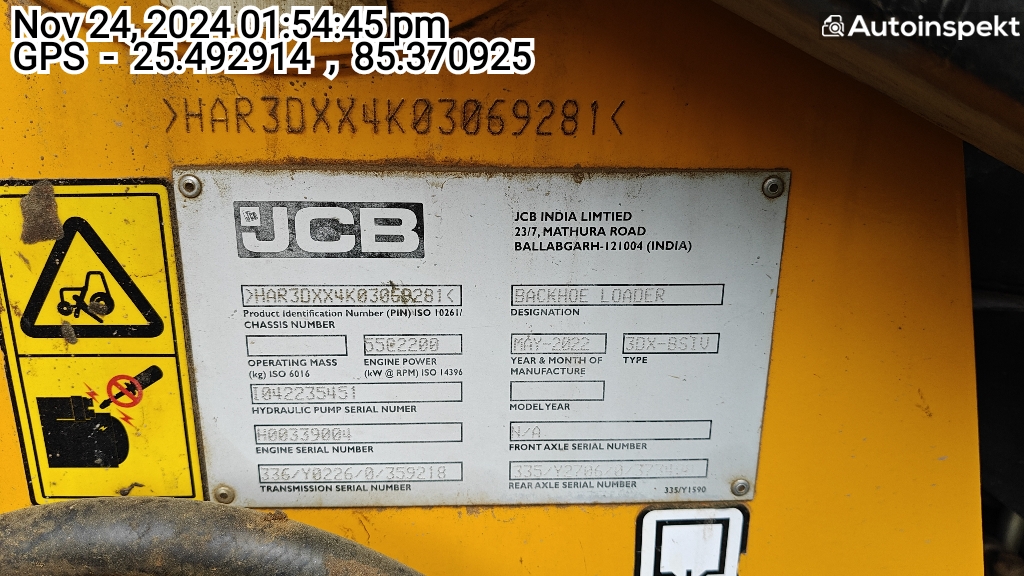 Nov 24, 2024 01:54:45 pm
GPS - 25.492914 , 85.370925
Autoinspekt
>HAR3DXX4K03069281<
JCB
JCB INDIA LIMTIED
23/7, MATHURA ROAD
BALLABGARH-121004 (INDIA)
>HAR3DXX4K03069281<
Product identification Number (PIN) ISO 10261/
CHASSIS NUMBER
BACKHOE LOADER
DESIGNATION
OPERATING MASS
(kg) ISO 6016
55@2200
ENGINE POWER
(kW @ RPM) ISO 14396
MAY-2022
YEAR & MONTH OF
MANUFACTURE
3DX-BSIV
TYPE
I042235451
HYDRAULIC PUMP SERIAL NUMER
MODEL YEAR
H00339004
ENGINE SERIAL NUMBER
N/A
FRONT AXLE SERIAL NUMBER
336/Y0226/0/359218
TRANSMISSION SERIAL NUMBER
REAR AXLE SERIAL NUMBER
335/Y1590